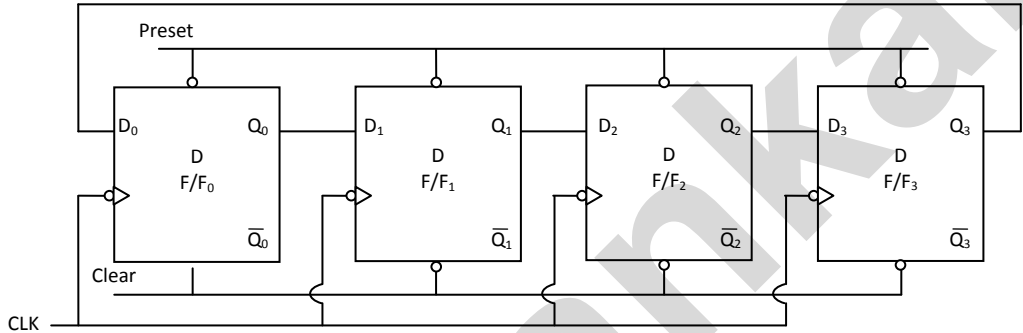 Preset
D₀ Q₀ D₁ Q₁ D₂ Q₂ D₃ Q₃
D D D D
F/F₀ F/F₁ F/F₂ F/F₃
Q̅₀ Q̅₁ Q̅₂ Q̅₃
Clear
CLK